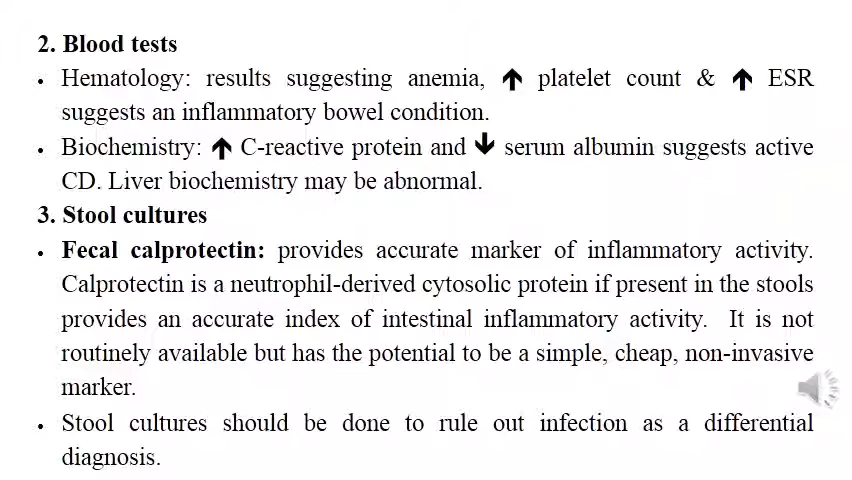 2. Blood tests
• Hematology: results suggesting anemia, 🡅 platelet count & 🡅 ESR
suggests an inflammatory bowel condition.
• Biochemistry: 🡅 C-reactive protein and 🡇 serum albumin suggests active
CD. Liver biochemistry may be abnormal.
3. Stool cultures
• Fecal calprotectin: provides accurate marker of inflammatory activity.
Calprotectin is a neutrophil-derived cytosolic protein if present in the stools
provides an accurate index of intestinal inflammatory activity. It is not
routinely available but has the potential to be a simple, cheap, non-invasive
marker.
• Stool cultures should be done to rule out infection as a differential
diagnosis.